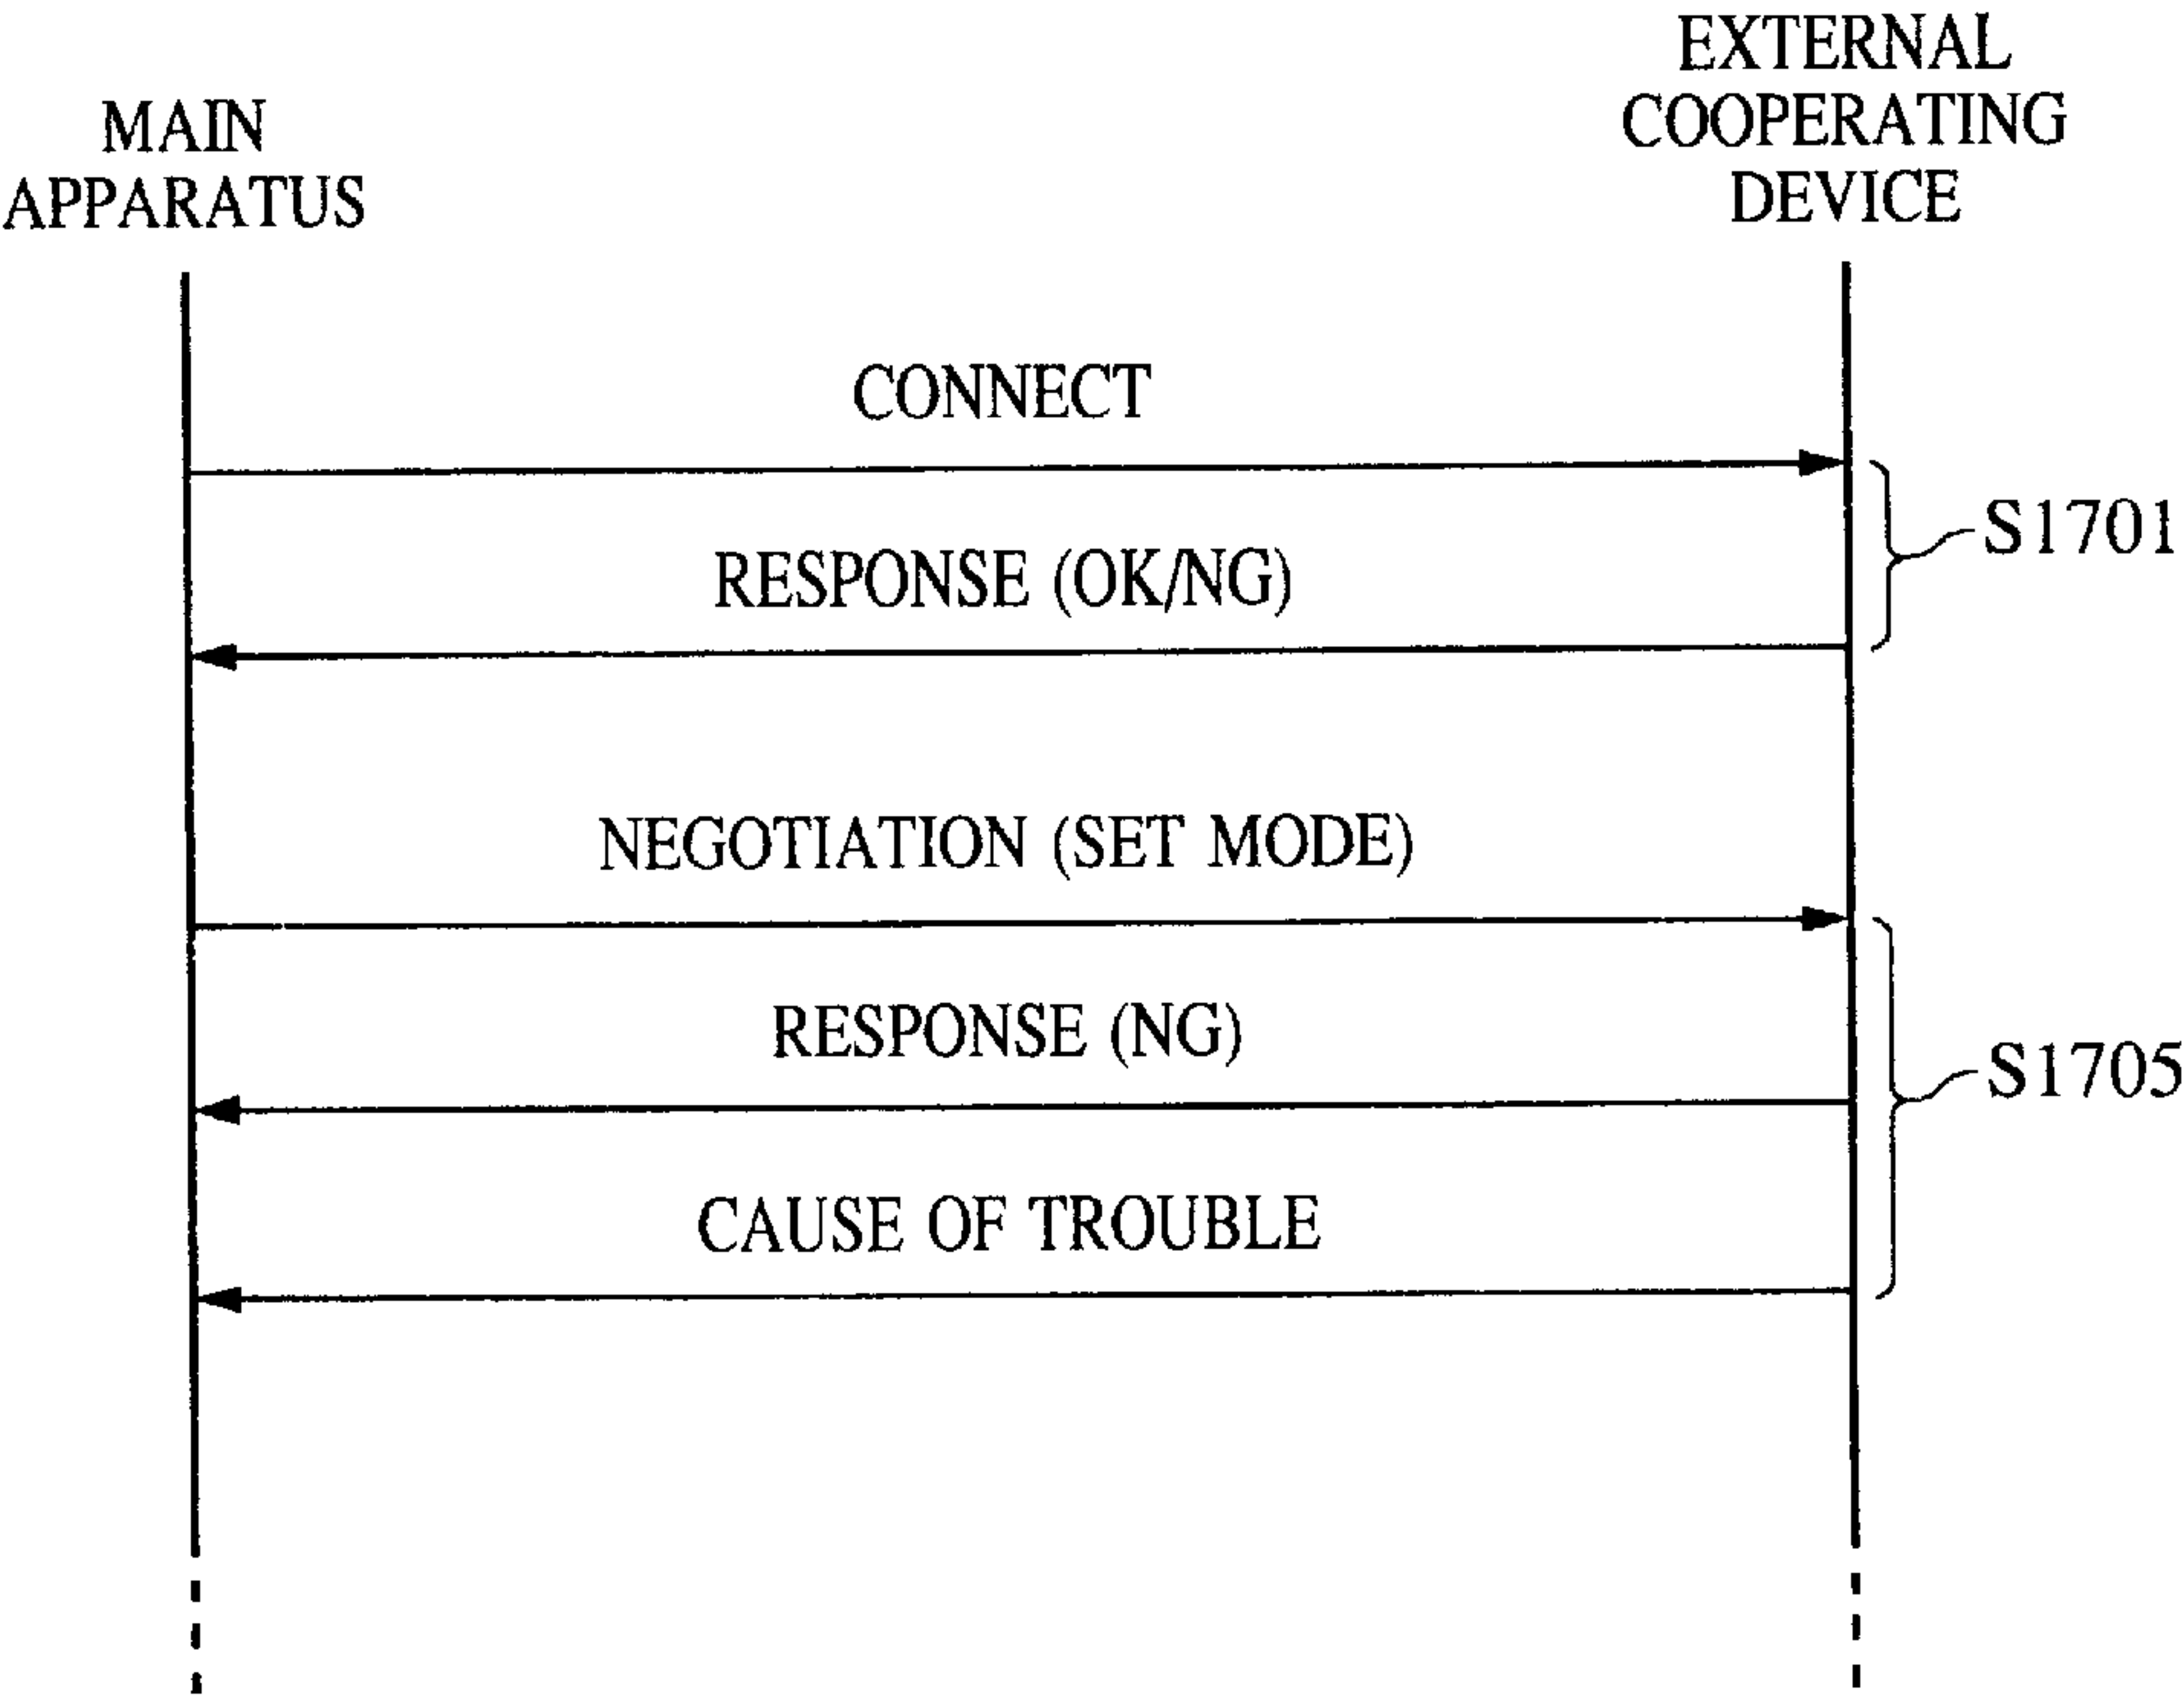 MAIN
APPARATUS
EXTERNAL
COOPERATING
DEVICE
CONNECT
RESPONSE (OK/NG)
S1701
NEGOTIATION (SET MODE)
RESPONSE (NG)
S1705
CAUSE OF TROUBLE